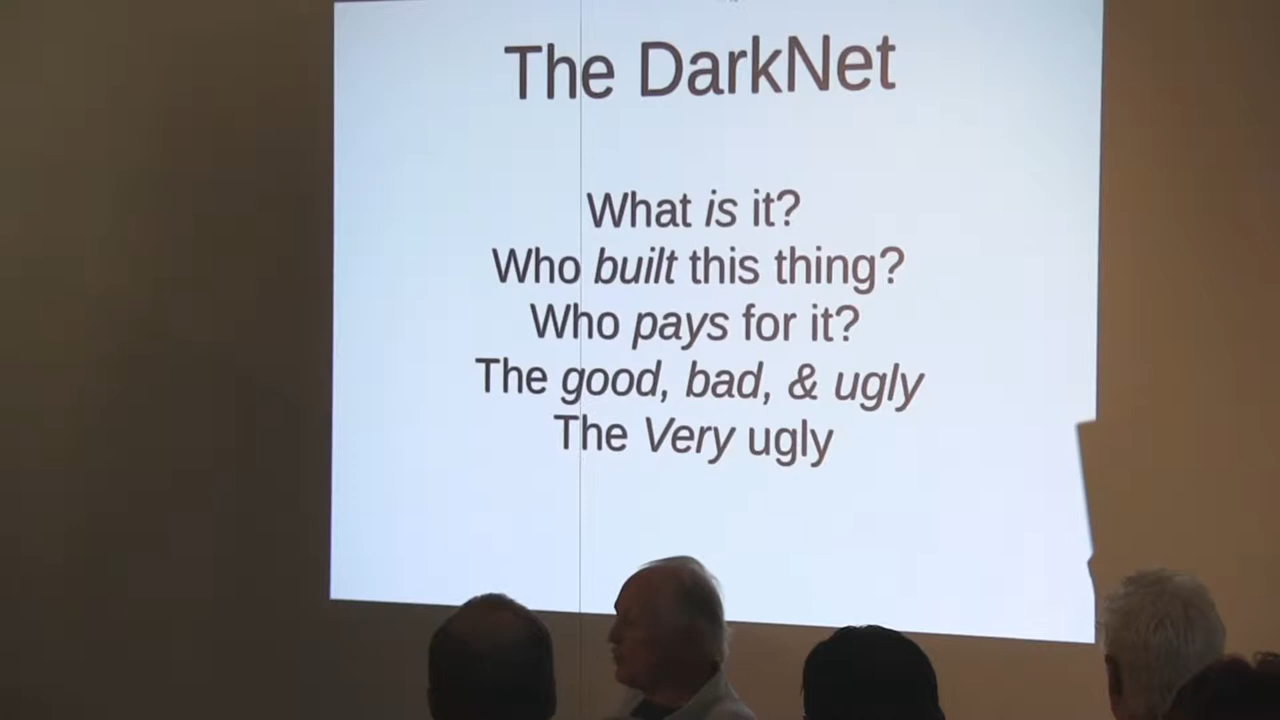 The DarkNet
What is it?
Who built this thing?
Who pays for it?
The good, bad, & ugly
The Very ugly